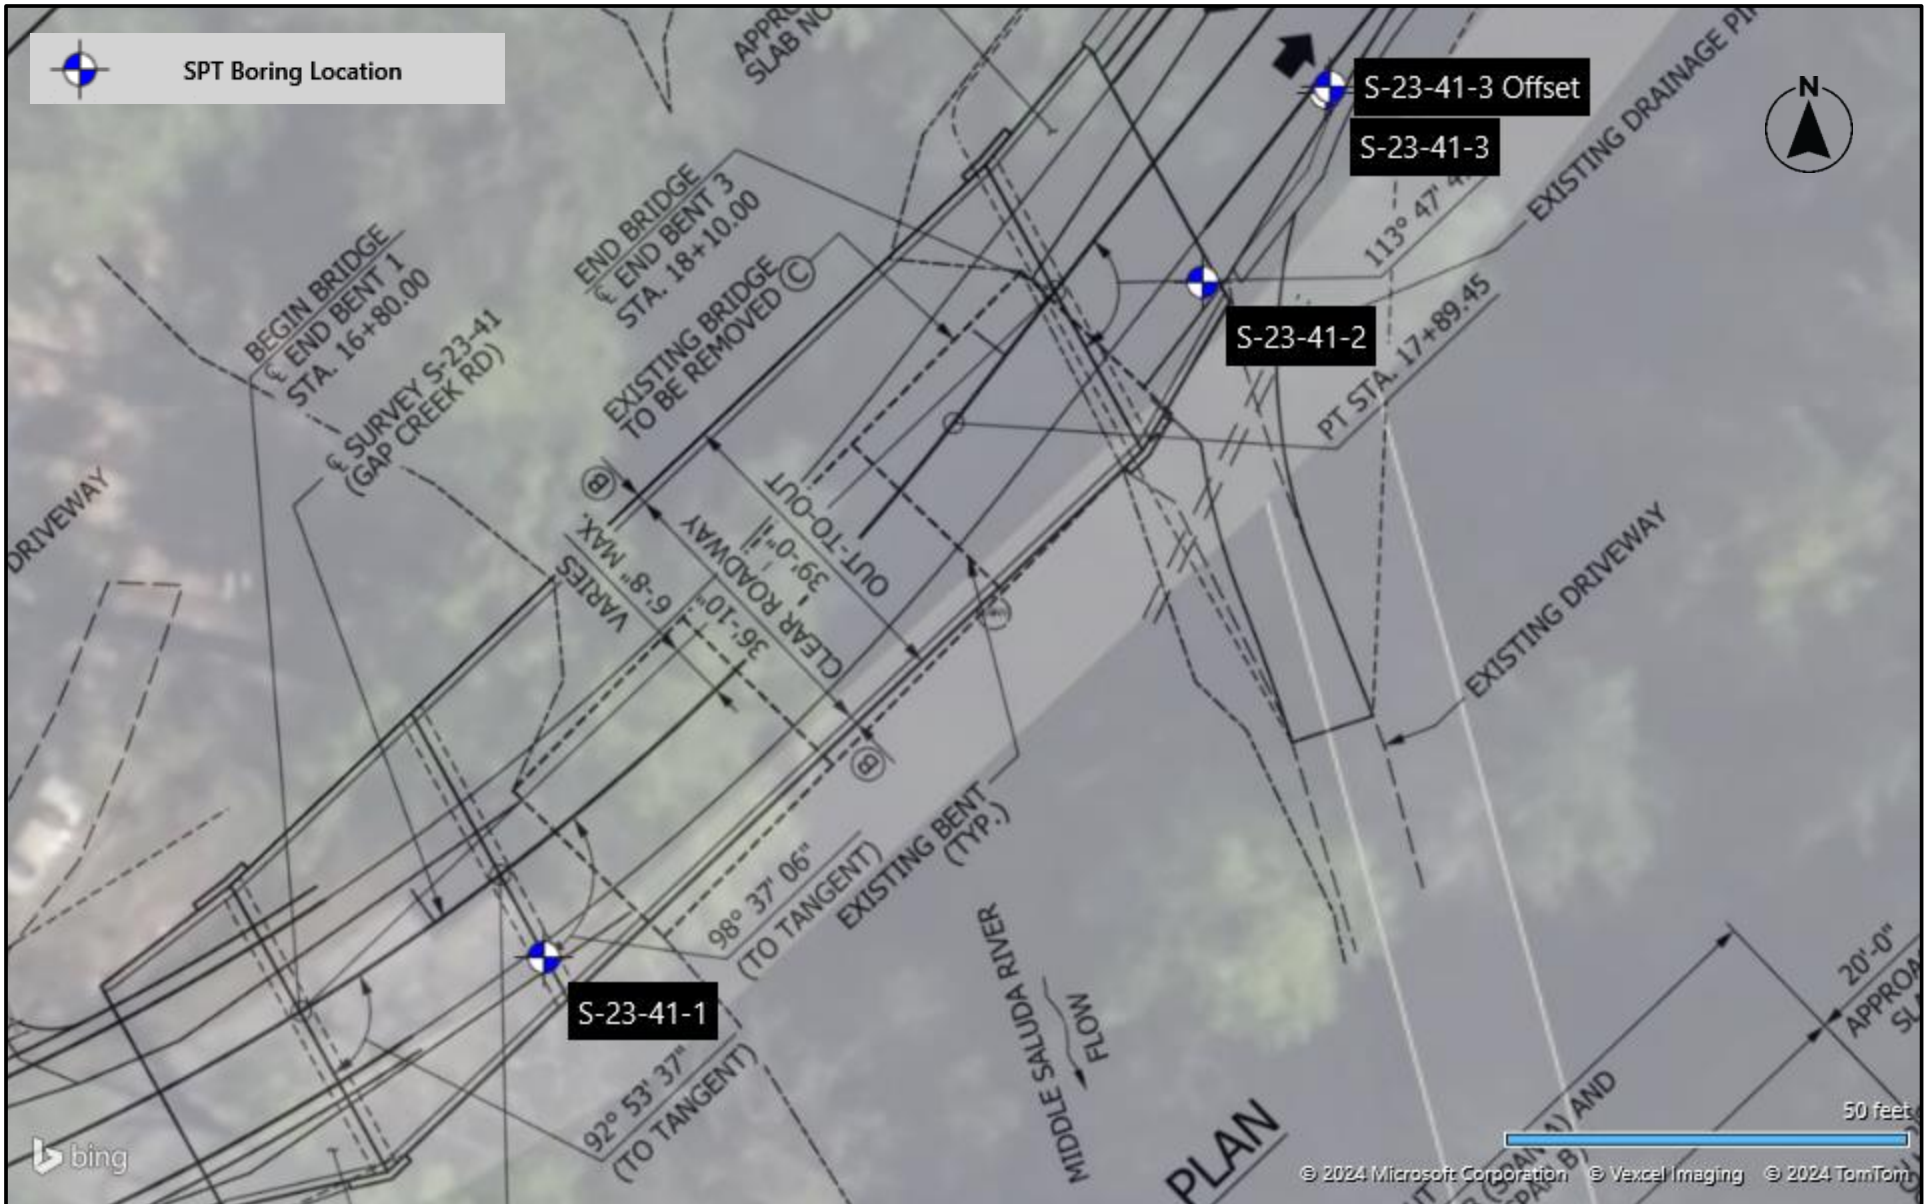 SPT Boring Location
SLAB NO
N
S-23-41-3 Offset
S-23-41-3
EXISTING DRAINAGE
113° 47'
BEGIN BRIDGE
℄ END BENT 1
STA. 16+80.00
END BRIDGE
℄ END BENT 3
STA. 18+10.00
℄ SURVEY S-23-41
(GAP CREEK RD)
EXISTING BRIDGE
TO BE REMOVED
C
S-23-41-2
PT STA. 17+89.45
DRIVEWAY
B
VARIES
6'-8" MAX.
36'-10"
CLEAR ROADWAY
39'-0"
OUT-TO-OUT
B
EXISTING DRIVEWAY
EXISTING BENT
(TYP.)
98° 37' 06"
(TO TANGENT)
S-23-41-1
92° 53' 37"
(TO TANGENT)
MIDDLE SALUDA RIVER
FLOW
PLAN
20'-0"
AND
50 feet
bing
© 2024 Microsoft Corporation © Vexcel Imaging © 2024 TomTom